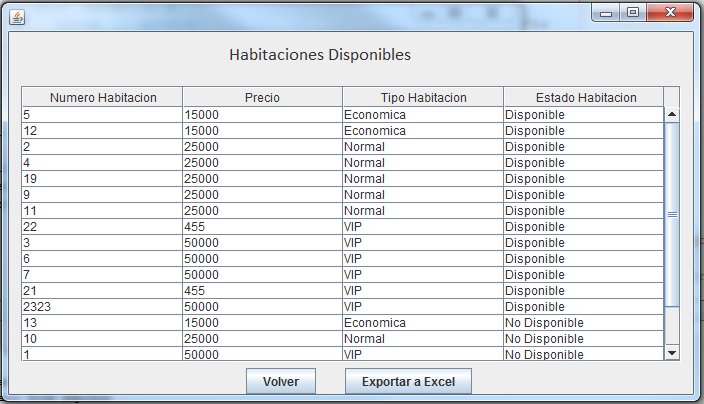 Habitaciones Disponibles
Numero Habitacion Precio Tipo Habitacion Estado Habitacion
5 15000 Economica Disponible
12 15000 Economica Disponible
2 25000 Normal Disponible
4 25000 Normal Disponible
19 25000 Normal Disponible
9 25000 Normal Disponible
11 25000 Normal Disponible
22 455 VIP Disponible
3 50000 VIP Disponible
6 50000 VIP Disponible
7 50000 VIP Disponible
21 455 VIP Disponible
2323 50000 VIP Disponible
13 15000 Economica No Disponible
10 25000 Normal No Disponible
1 50000 VIP No Disponible
Volver Exportar a Excel